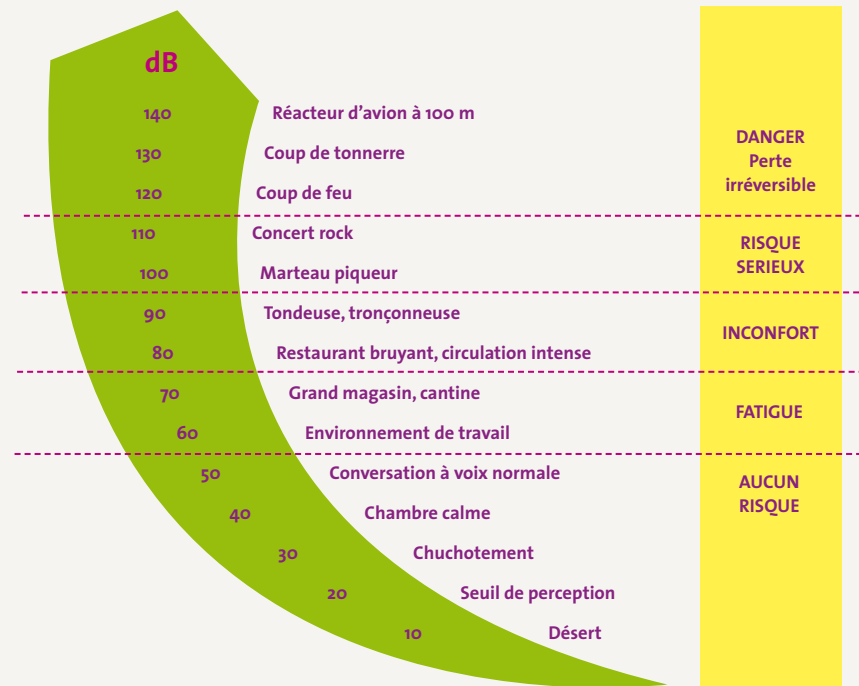 dB
140 Réacteur d'avion à 100 m
130 Coup de tonnerre
120 Coup de feu
DANGER
Perte
irréversible
110 Concert rock
100 Marteau piqueur
RISQUE
SERIEUX
90 Tondeuse, tronçonneuse
80 Restaurant bruyant, circulation intense
INCONFORT
70 Grand magasin, cantine
60 Environnement de travail
FATIGUE
50 Conversation à voix normale
40 Chambre calme
30 Chuchotement
20 Seuil de perception
10 Désert
AUCUN
RISQUE